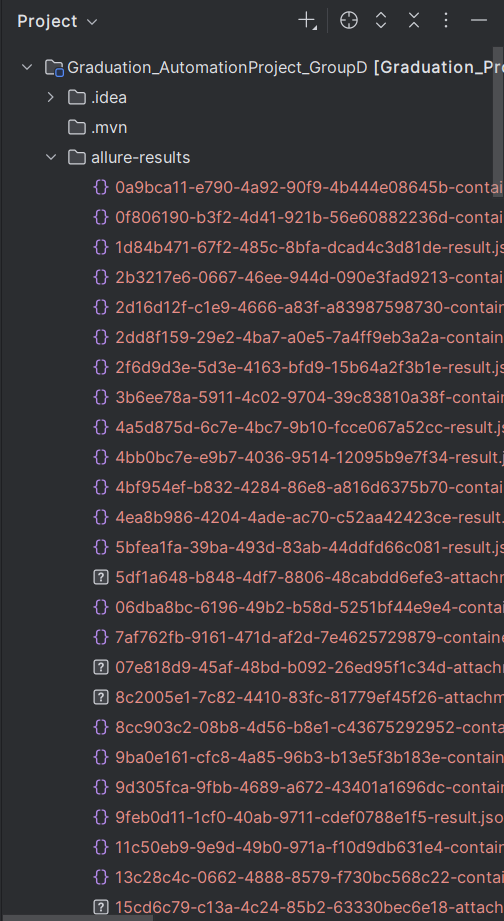 Project
Graduation_AutomationProject_GroupD [Graduation_Pro
.idea
.mvn
allure-results
0a9bca11-e790-4a92-90f9-4b444e08645b-contai
0f806190-b3f2-4d41-921b-56e60882236d-contai
1d84b471-67f2-485c-8bfa-dcad4c3d81de-result.js
2b3217e6-0667-46ee-944d-090e3fad9213-contai
2d16d12f-c1e9-4666-a83f-a83987598730-contain
2dd8f159-29e2-4ba7-a0e5-7a4ff9eb3a2a-contain
2f6d9d3e-5d3e-4163-bfd9-15b64a2f3b1e-result.js
3b6ee78a-5911-4c02-9704-39c83810a38f-contain
4a5d875d-6c7e-4bc7-9b10-fcce067a52cc-result.j
4bb0bc7e-e9b7-4036-9514-12095b9e7f34-result.j
4bf954ef-b832-4284-86e8-a816d6375b70-contai
4ea8b986-4204-4ade-ac70-c52aa42423ce-result.
5bfea1fa-39ba-493d-83ab-44ddfd66c081-result.js
5df1a648-b848-4df7-8806-48cabdd6efe3-attachm
06dba8bc-6196-49b2-b58d-5251bf44e9e4-contai
7af762fb-9161-471d-af2d-7e4625729879-containe
07e818d9-45af-48bd-b092-26ed95f1c34d-attachm
8c2005e1-7c82-4410-83fc-81779ef45f26-attachm
8cc903c2-08b8-4d56-b8e1-c43675292952-conta
9ba0e161-cfc8-4a85-96b3-b13e5f3b183e-contain
9d305fca-9fbb-4689-a672-43401a1696dc-contain
9feb0d11-1cf0-40ab-9711-cdef0788e1f5-result.jso
11c50eb9-9e9d-49b0-971a-f10d9db631e4-contain
13c28c4c-0662-4888-8579-f730bc568c22-contai
15cd6c79-c13a-4c24-85b2-63330bec6e18-attach